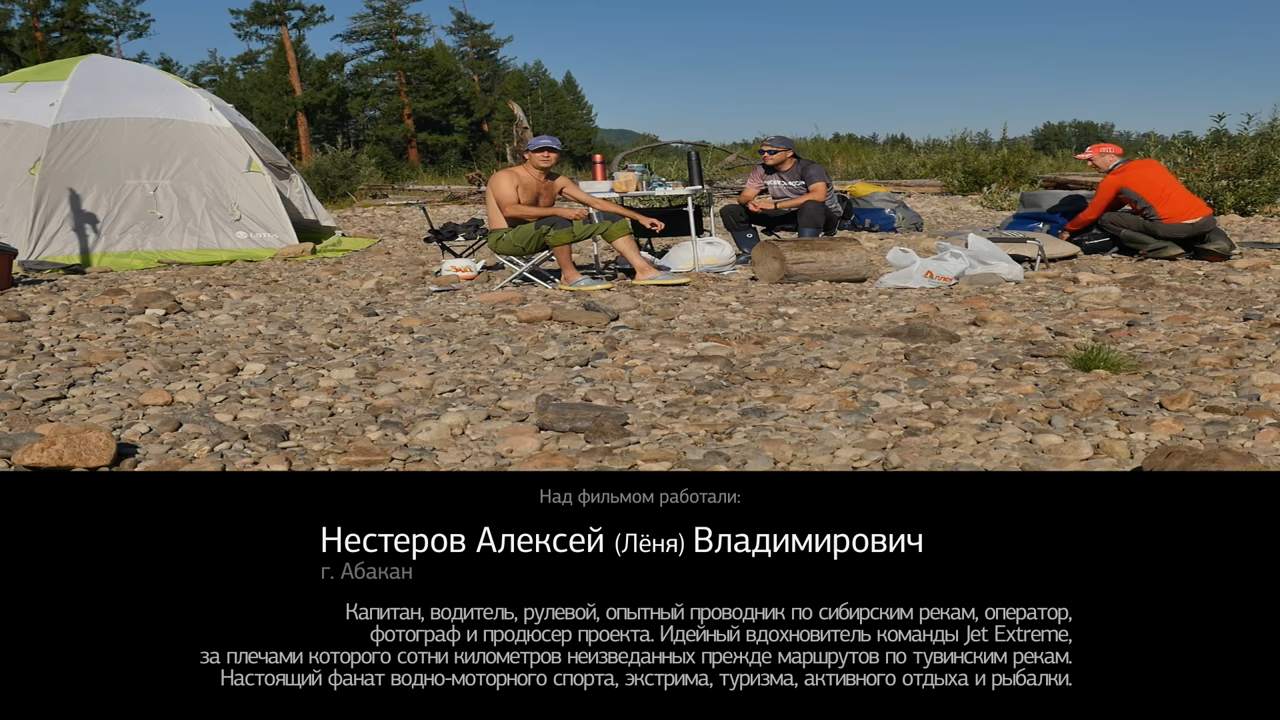 LOTUS
Над фильмом работали:
Нестеров Алексей (Лёня) Владимирович
г. Абакан
Капитан, водитель, рулевой, опытный проводник по сибирским рекам, оператор,
фотограф и продюсер проекта. Идейный вдохновитель команды Jet Extreme,
за плечами которого сотни километров неизведанных прежде маршрутов по тувинским рекам.
Настоящий фанат водно-моторного спорта, экстрима, туризма, активного отдыха и рыбалки.